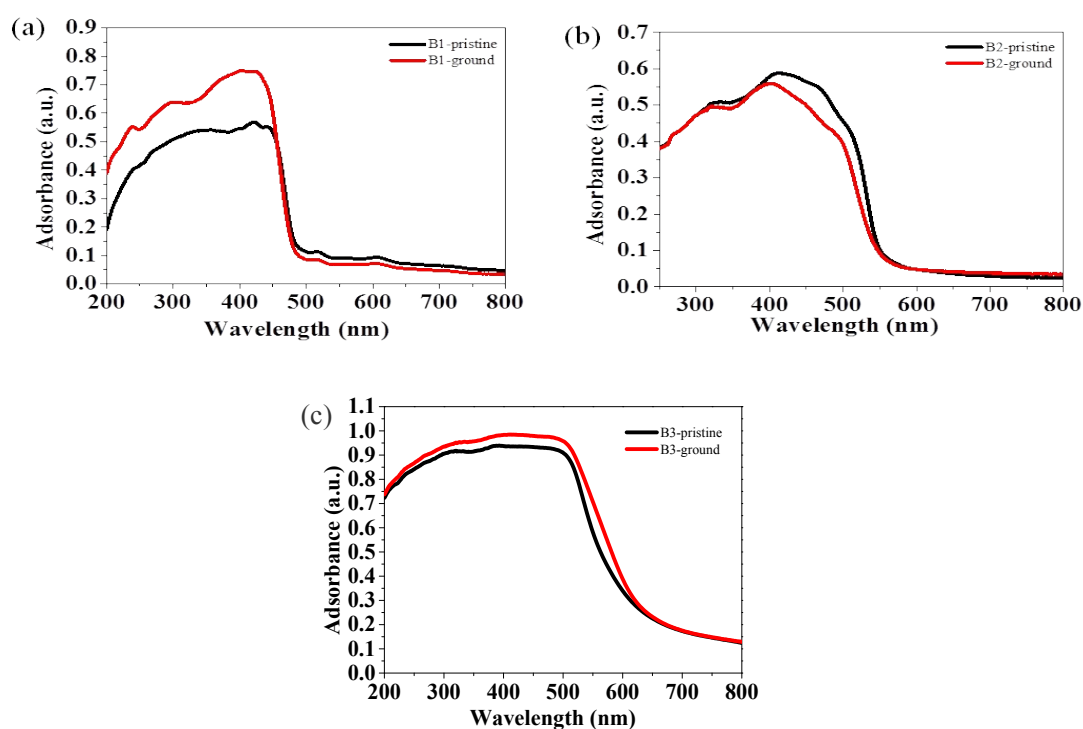 (a)
0.9
0.8
0.7
0.6
0.5
0.4
0.3
0.2
0.1
0.0
Adsorbance (a.u.)
B1-pristine
B1-ground
200 300 400 500 600 700 800
Wavelength (nm)
(b)
0.7
0.6
0.5
0.4
0.3
0.2
0.1
0.0
Adsorbance (a.u.)
B2-pristine
B2-ground
300 400 500 600 700 800
Wavelength (nm)
(c)
1.1
1.0
0.9
0.8
0.7
0.6
0.5
0.4
0.3
0.2
0.1
0.0
Adsorbance (a.u.)
B3-pristine
B3-ground
200 300 400 500 600 700 800
Wavelength (nm)